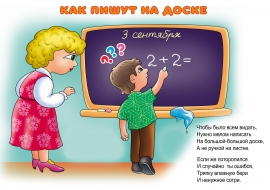 КАК ПИШУТ НА ДОСКЕ
3 сентября
???
2+2=
Чтобы было всем видать,
Нужно мелом написать
На большой-большой доске,
А не ручкой на листке.
Если же поторопился
И случайно ты ошибся,
Тряпку влажную бери
И ненужное сотри.